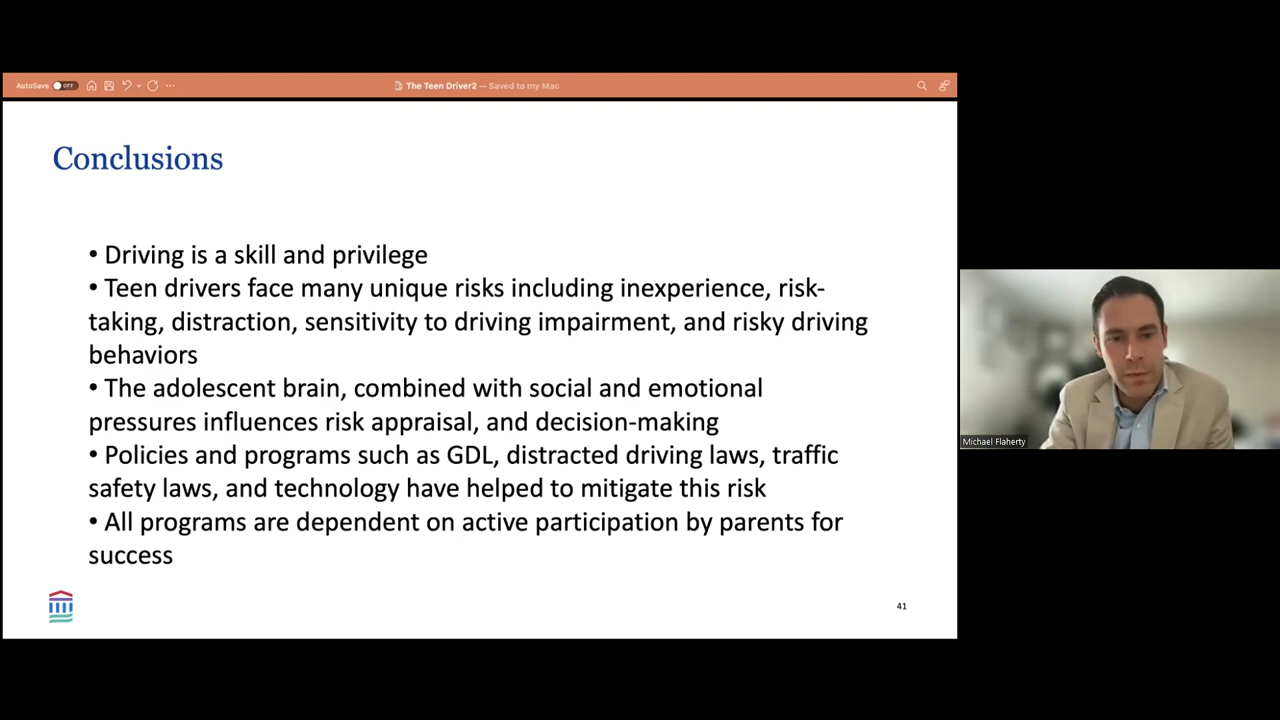 AutoSave OFF
The Teen Driver2 — Saved to my Mac
Conclusions
• Driving is a skill and privilege
• Teen drivers face many unique risks including inexperience, risk-
taking, distraction, sensitivity to driving impairment, and risky driving
behaviors
• The adolescent brain, combined with social and emotional
pressures influences risk appraisal, and decision-making
• Policies and programs such as GDL, distracted driving laws, traffic
safety laws, and technology have helped to mitigate this risk
• All programs are dependent on active participation by parents for
success
41
Michael Flaherty